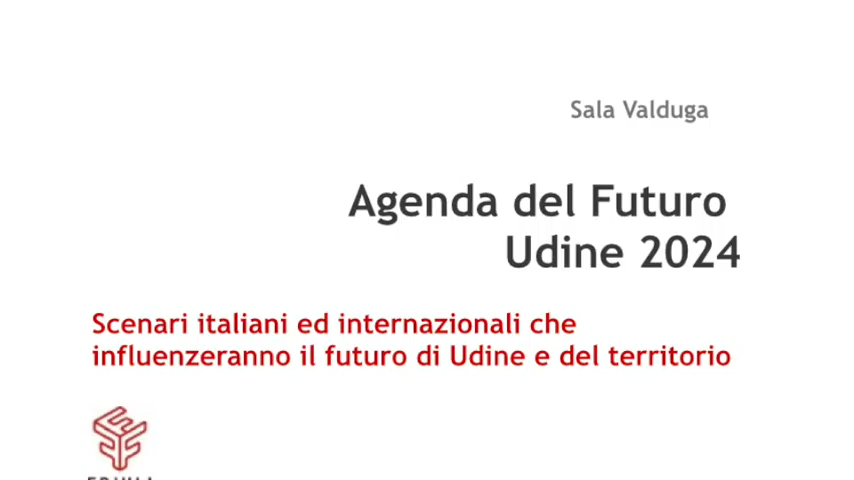 Sala Valduga
Agenda del Futuro
Udine 2024
Scenari italiani ed internazionali che
influenzeranno il futuro di Udine e del territorio